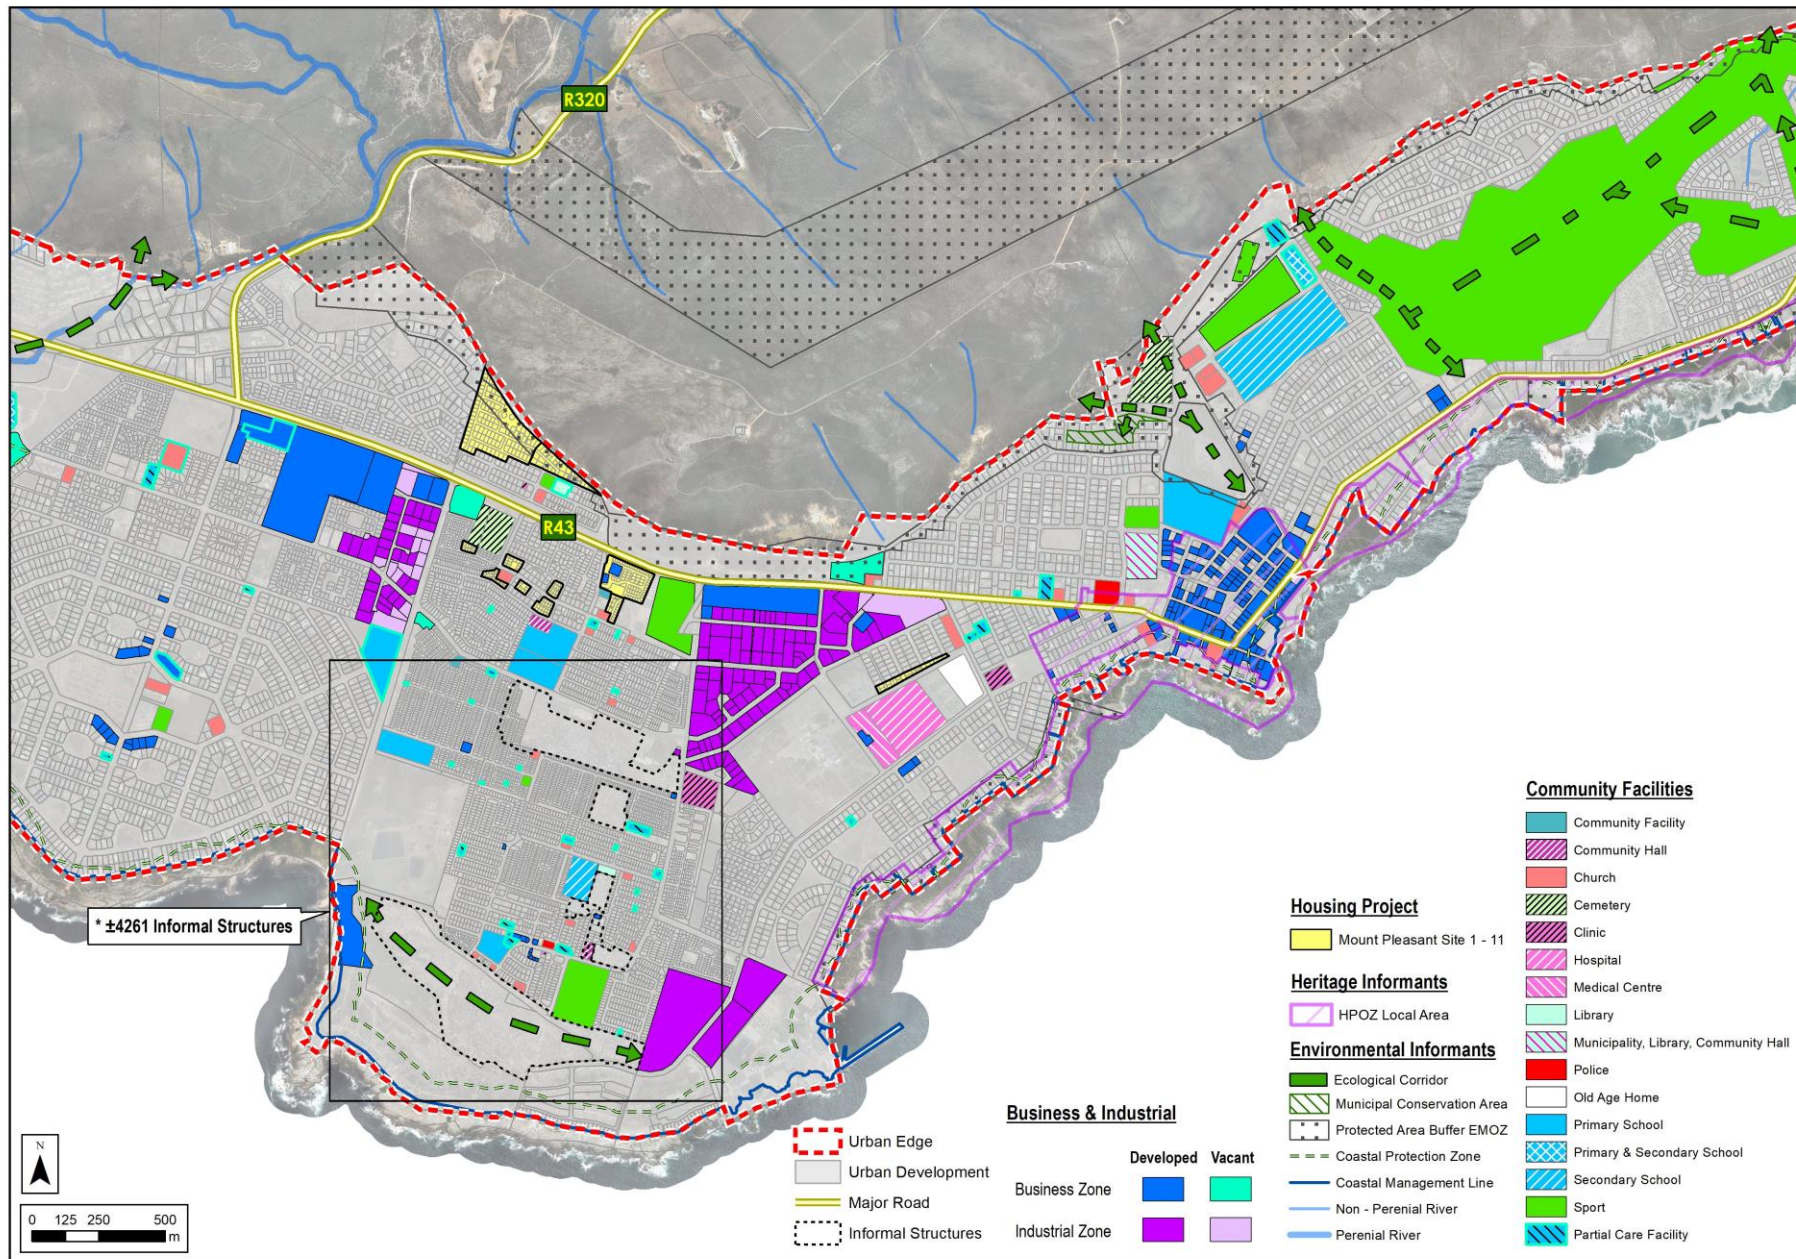 R320
R43
* ±4261 Informal Structures
N
0 125 250 500
m
Urban Edge
Urban Development
Major Road
Informal Structures
Business & Industrial
Developed Vacant
Business Zone
Industrial Zone
Housing Project
Mount Pleasant Site 1 - 11
Heritage Informants
HPOZ Local Area
Environmental Informants
Ecological Corridor
Municipal Conservation Area
Protected Area Buffer EMOZ
Coastal Protection Zone
Coastal Management Line
Non - Perenial River
Perenial River
Community Facilities
Community Facility
Community Hall
Church
Cemetery
Clinic
Hospital
Medical Centre
Library
Municipality, Library, Community Hall
Police
Old Age Home
Primary School
Primary & Secondary School
Secondary School
Sport
Partial Care Facility